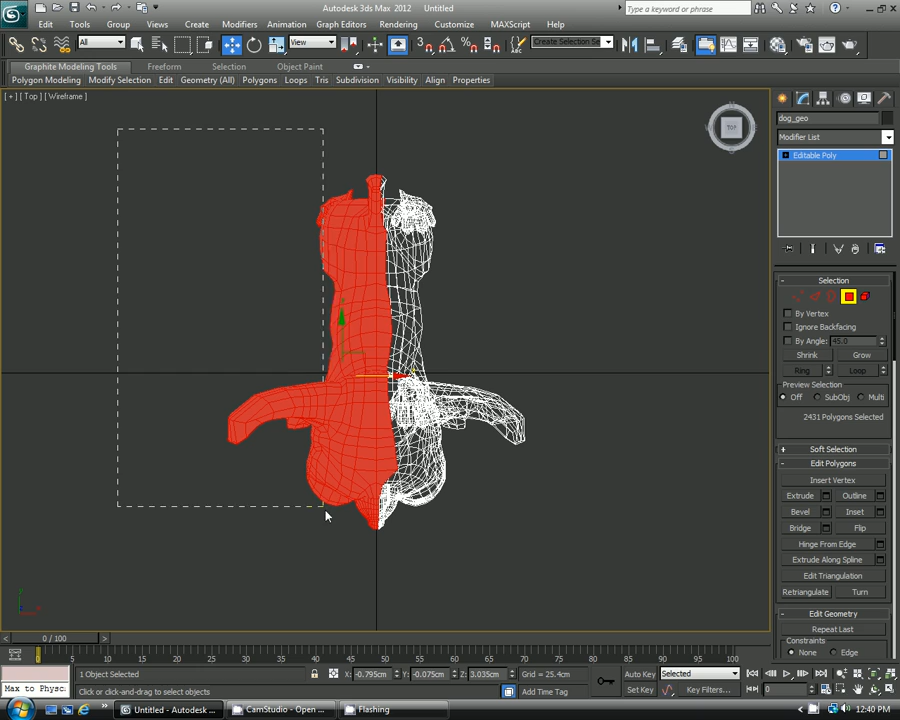 Autodesk 3ds Max 2012 Untitled
Type a keyword or phrase
Edit Tools Group Views Create Modifiers Animation Graph Editors Rendering Customize MAXScript Help
All View Create Selection Se
Graphite Modeling Tools Freeform Selection Object Paint
Polygon Modeling Modify Selection Edit Geometry (All) Polygons Loops Tris Subdivision Visibility Align Properties
[ + ] [ Top ] [ Wireframe ]
TOP
dog_geo
Modifier List
Editable Poly
Selection
By Vertex
Ignore Backfacing
By Angle: 45.0
Shrink Grow
Ring Loop
Preview Selection
Off SubObj Multi
2431 Polygons Selected
Soft Selection
Edit Polygons
Insert Vertex
Extrude Outline
Bevel Inset
Bridge Flip
Hinge From Edge
Extrude Along Spline
Edit Triangulation
Retriangulate Turn
Edit Geometry
Repeat Last
Constraints
None Edge
0 / 100
0 5 10 15 20 25 30 35 40 45 50 55 60 65 70 75 80 85 90 95 100
1 Object Selected X: -0.795cm Y: -0.075cm Z: 3.035cm Grid = 25.4cm Auto Key Selected
Max to Physc Click or click-and-drag to select objects Add Time Tag Set Key Key Filters... 0
Untitled - Autodesk ... CamStudio - Open ... Flashing 12:40 PM